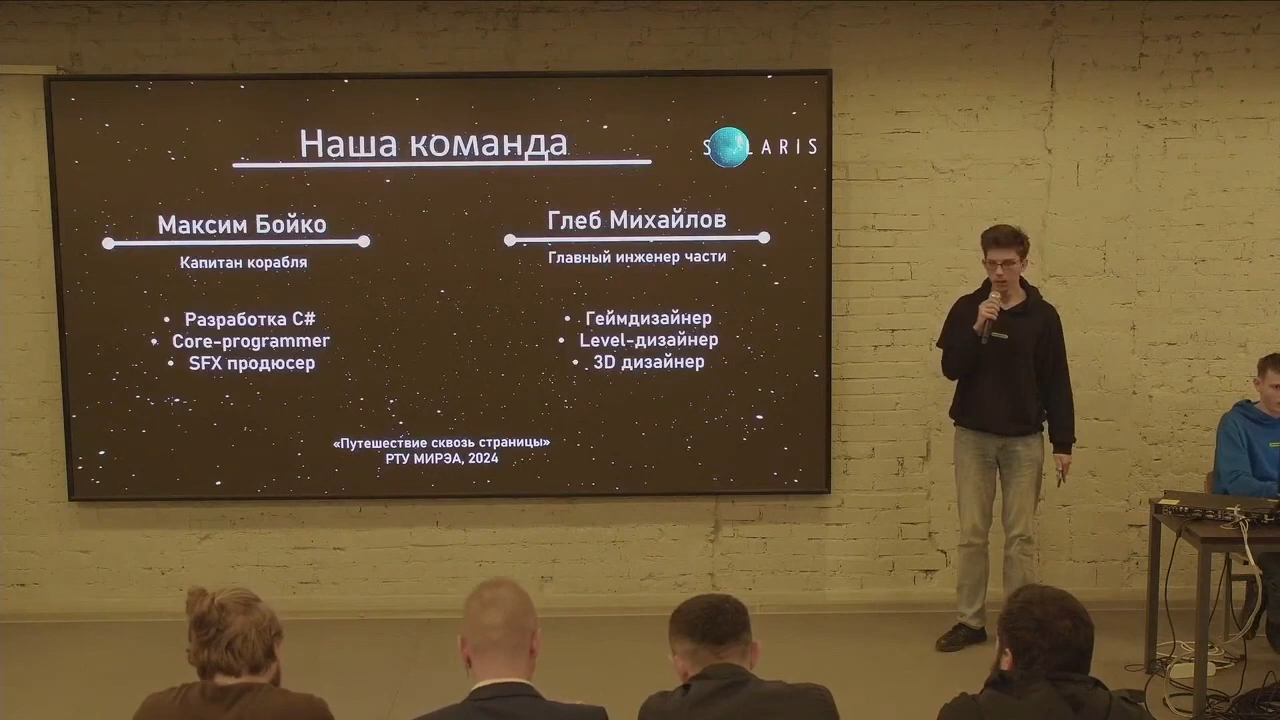 Наша команда
SOLARIS
Максим Бойко
Капитан корабля
• Разработка C#
• Core-programmer
• SFX продюсер
Глеб Михайлов
Главный инженер части
• Геймдизайнер
• Level-дизайнер
• 3D дизайнер
«Путешествие сквозь страницы»
РТУ МИРЭА, 2024